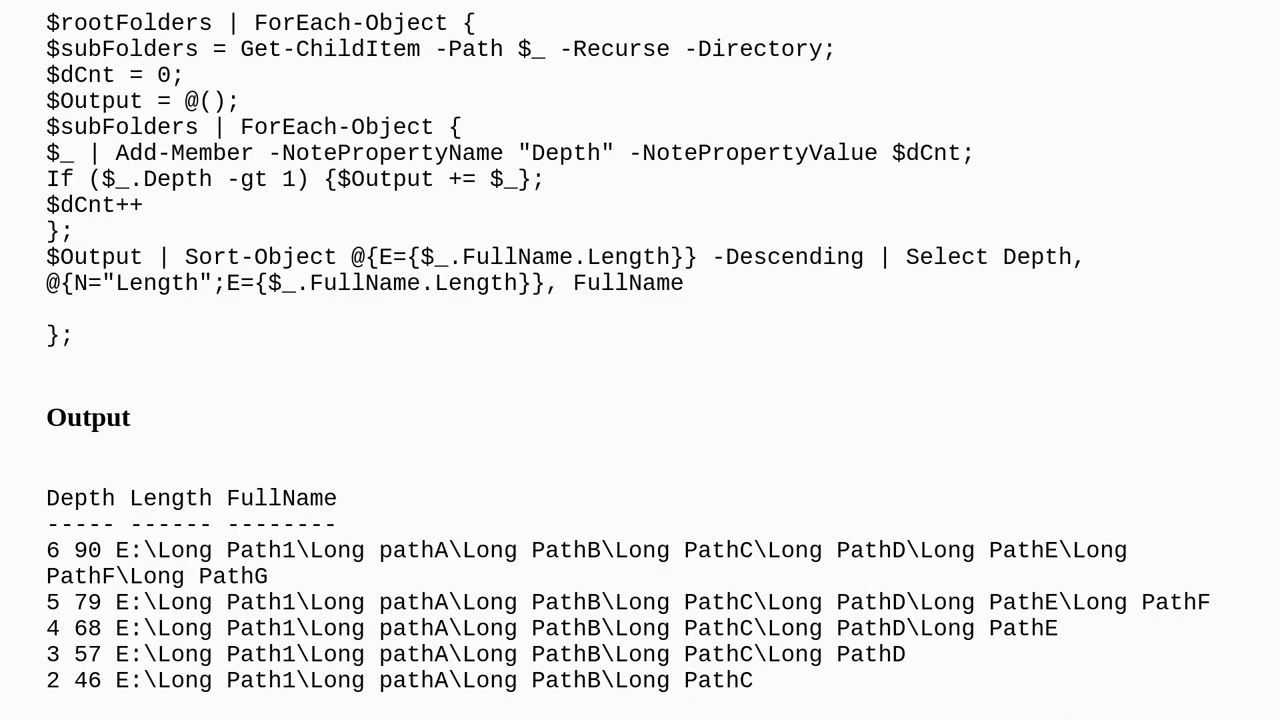 $rootFolders | ForEach-Object {
$subFolders = Get-ChildItem -Path $_ -Recurse -Directory;
$dCnt = 0;
$Output = @();
$subFolders | ForEach-Object {
$_ | Add-Member -NotePropertyName "Depth" -NotePropertyValue $dCnt;
If ($_.Depth -gt 1) {$Output += $_};
$dCnt++
};
$Output | Sort-Object @{E={$_.FullName.Length}} -Descending | Select Depth,
@{N="Length";E={$_.FullName.Length}}, FullName
};
Output
Depth Length FullName
----- ------ --------
6 90 E:\Long Path1\Long pathA\Long PathB\Long PathC\Long PathD\Long PathE\Long
PathF\Long PathG
5 79 E:\Long Path1\Long pathA\Long PathB\Long PathC\Long PathD\Long PathE\Long PathF
4 68 E:\Long Path1\Long pathA\Long PathB\Long PathC\Long PathD\Long PathE
3 57 E:\Long Path1\Long pathA\Long PathB\Long PathC\Long PathD
2 46 E:\Long Path1\Long pathA\Long PathB\Long PathC